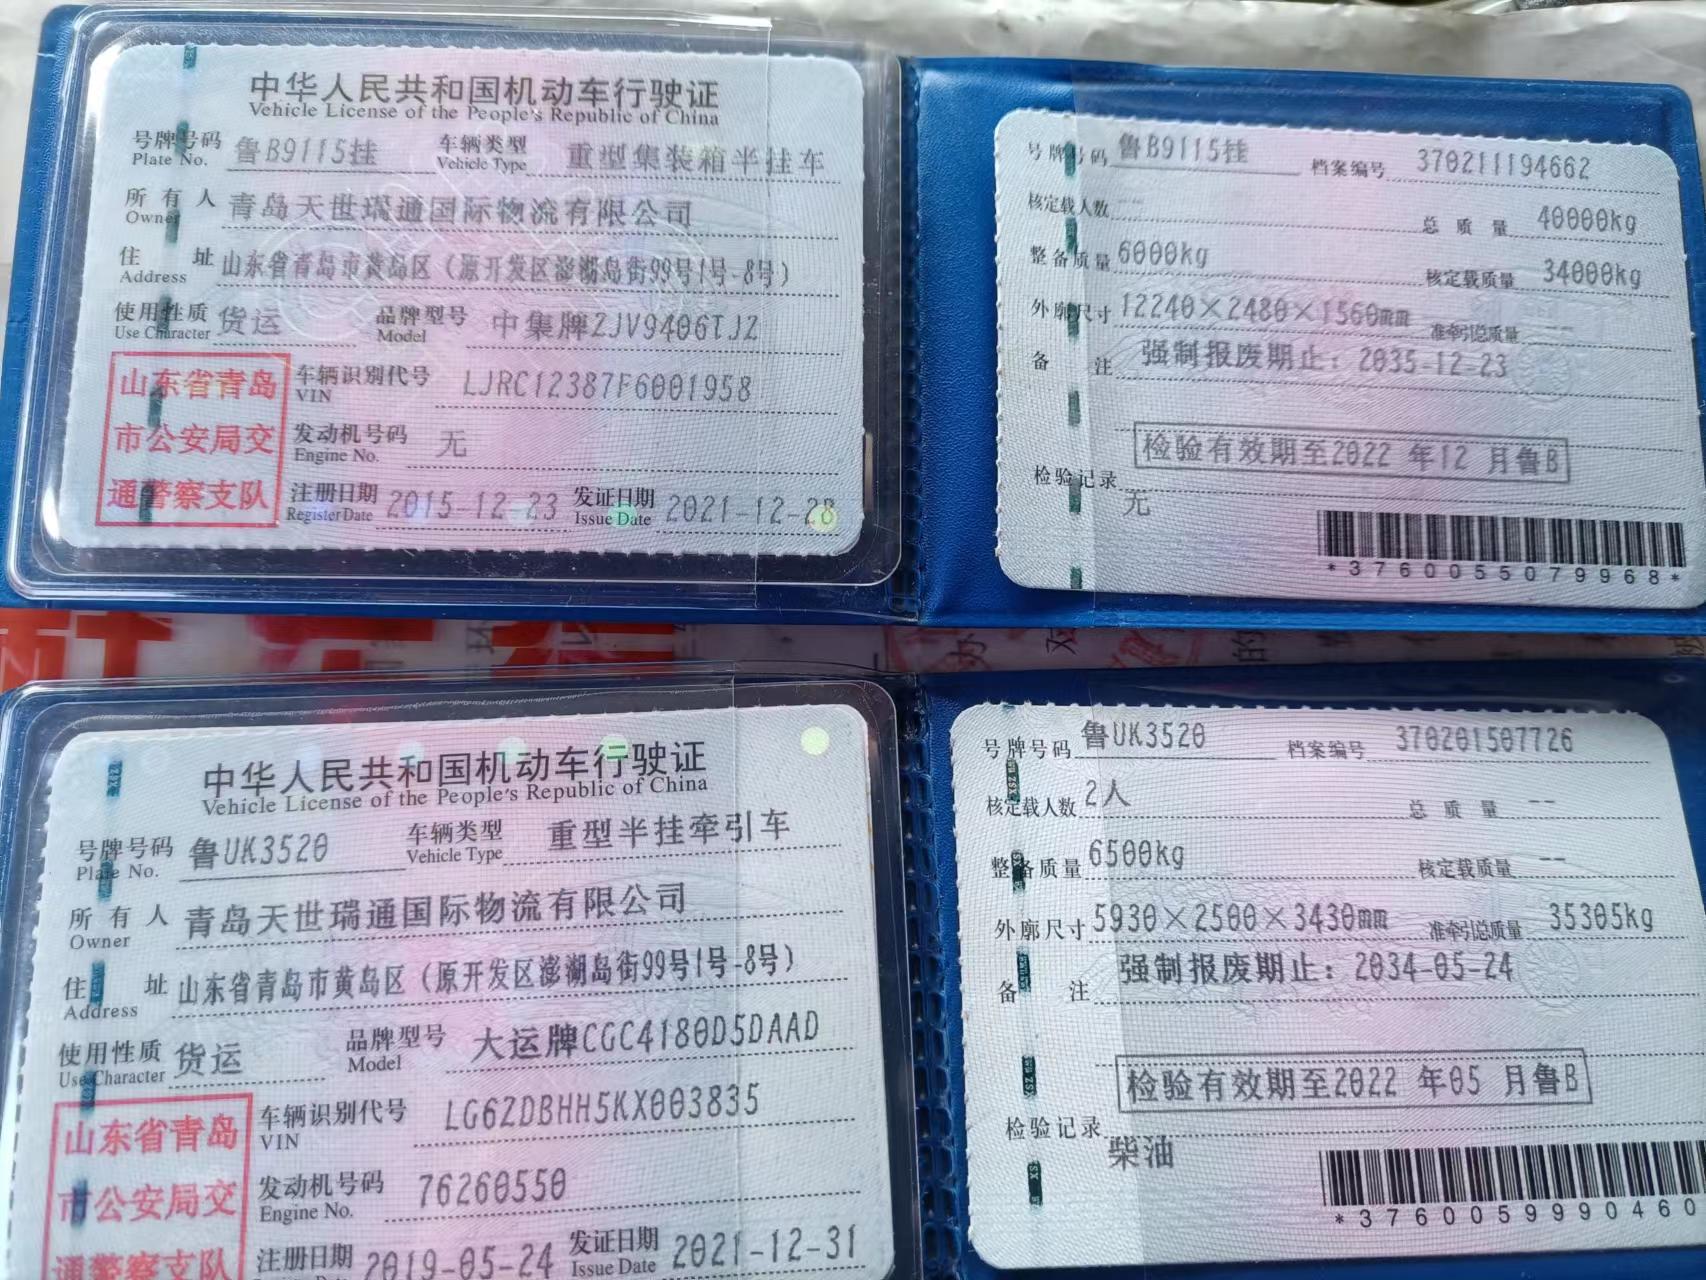 中华人民共和国机动车行驶证
Vehicle License of the People's Republic of China
号牌号码 鲁B9115挂 车辆类型 重型集装箱半挂车
Plate No. Vehicle Type
所有人 青岛天世瑞通国际物流有限公司
Owner
住址 山东省青岛市黄岛区（原开发区澎湖岛街99号1号-8号）
Address
使用性质 货运 品牌型号 中集牌ZJV9406TJZ
Use Character Model
山东省青岛
市公安局交
通警察支队
车辆识别代号 LJRC12387F6001958
VIN
发动机号码 无
Engine No.
注册日期 2015-12-23 发证日期 2021-12-28
Register Date Issue Date
号牌号码 鲁B9115挂 档案编号 370211194662
核定载人数 -- 总质量 40000kg
整备质量 6000kg 核定载质量 34000kg
外廓尺寸 12240×2480×1560mm 准牵引总质量 --
备注 强制报废期止：2035-12-23
检验有效期至2022 年12 月鲁B
检验记录
无
*3760055079968*
中华人民共和国机动车行驶证
Vehicle License of the People's Republic of China
号牌号码 鲁UK3520 车辆类型 重型半挂牵引车
Plate No. Vehicle Type
所有人 青岛天世瑞通国际物流有限公司
Owner
住址 山东省青岛市黄岛区（原开发区澎湖岛街99号1号-8号）
Address
使用性质 货运 品牌型号 大运牌CGC4180D5DAAD
Use Character Model
山东省青岛
市公安局交
通警察支队
车辆识别代号 LG6ZDBHH5KX003835
VIN
发动机号码 76260550
Engine No.
注册日期 2019-05-24 发证日期 2021-12-31
Issue Date
号牌号码 鲁UK3520 档案编号 370201507726
核定载人数 2人 总质量 --
整备质量 6500kg 核定载质量 --
外廓尺寸 5930×2500×3430mm 准牵引总质量 35305kg
备注 强制报废期止：2034-05-24
检验有效期至2022 年05 月鲁B
检验记录
柴油
*3760059990460